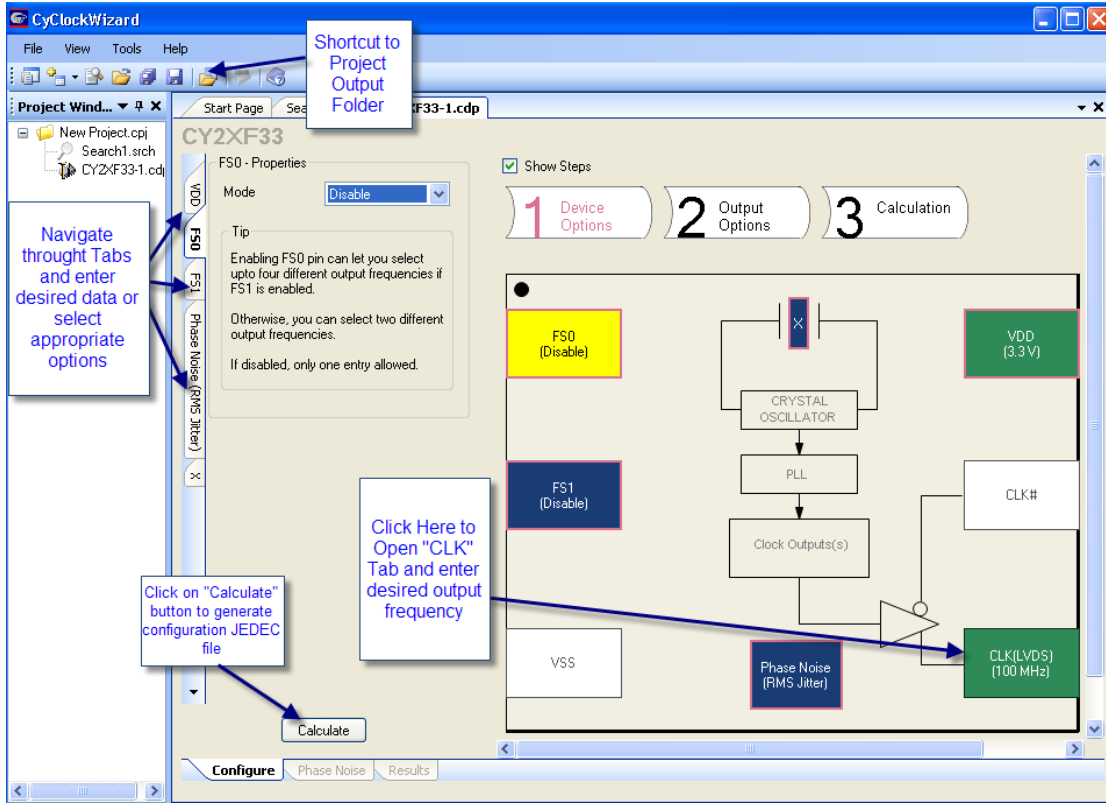 CyClockWizard
File View Tools Help
Shortcut to
Project
Output
Folder
Project Wind...
New Project.cpj
Search1.srch
CY2XF33-1.cdp
Start Page
Sea
XF33-1.cdp
CY2XF33
VDD
FS0
FS1
Phase Noise (RMS Jitter)
X
Navigate
throught Tabs
and enter
desired data or
select
appropriate
options
FS0 - Properties
Mode
Disable
Tip
Enabling FS0 pin can let you select
upto four different output frequencies if
FS1 is enabled.
Otherwise, you can select two different
output frequencies.
If disabled, only one entry allowed.
Show Steps
1 Device
Options
2 Output
Options
3 Calculation
FS0
(Disable)
X
VDD
(3.3 V)
CRYSTAL
OSCILLATOR
PLL
FS1
(Disable)
CLK#
Clock Outputs(s)
Click Here to
Open "CLK"
Tab and enter
desired output
frequency
Click on "Calculate"
button to generate
configuration JEDEC
file
VSS
Phase Noise
(RMS Jitter)
CLK(LVDS)
(100 MHz)
Calculate
Configure
Phase Noise
Results